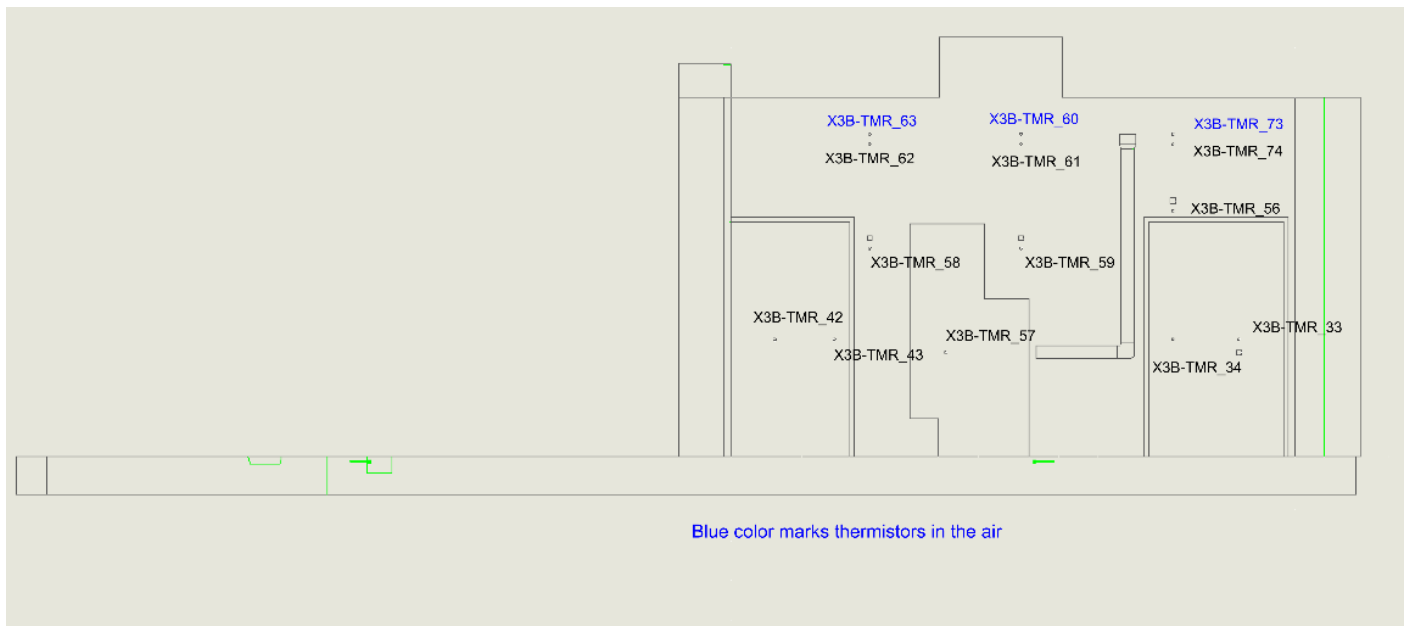 X3B-TMR_63
X3B-TMR_60
X3B-TMR_73
X3B-TMR_62
X3B-TMR_61
X3B-TMR_74
X3B-TMR_56
X3B-TMR_58
X3B-TMR_59
X3B-TMR_42
X3B-TMR_57
X3B-TMR_33
X3B-TMR_43
X3B-TMR_34
Blue color marks thermistors in the air